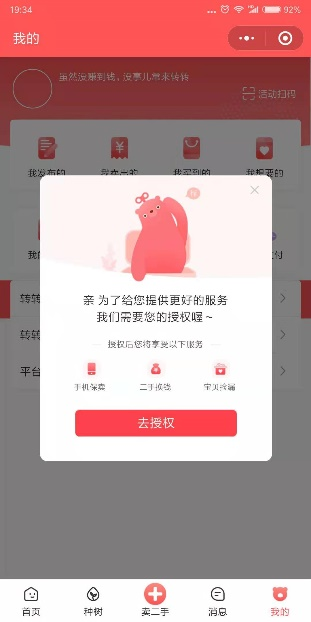 19:34
92%
我的
虽然没赚到钱，没事儿常来转转
活动扫码
我发布的
我卖出的
我买到的
我想要的
亲 为了给您提供更好的服务
我们需要您的授权喔~
授权后您将享受以下服务
手机保卖
二手换钱
宝贝捡漏
去授权
转转
转转
平台
首页
种树
卖二手
消息
我的